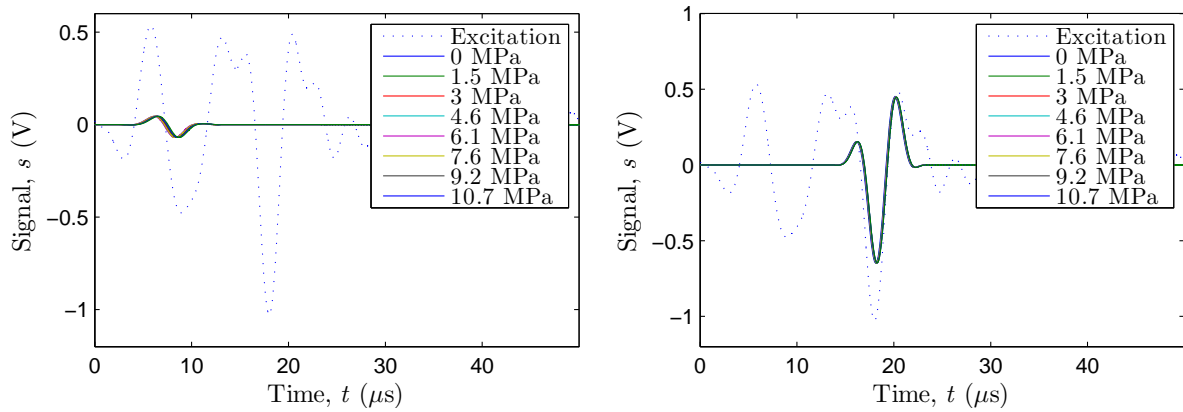 0.5
0
−0.5
−1
0
10
20
30
40
Signal, s (V)
Time, t (μs)
Excitation
0 MPa
1.5 MPa
3 MPa
4.6 MPa
6.1 MPa
7.6 MPa
9.2 MPa
10.7 MPa
1
0.5
0
−0.5
−1
0
10
20
30
40
Signal, s (V)
Time, t (μs)
Excitation
0 MPa
1.5 MPa
3 MPa
4.6 MPa
6.1 MPa
7.6 MPa
9.2 MPa
10.7 MPa